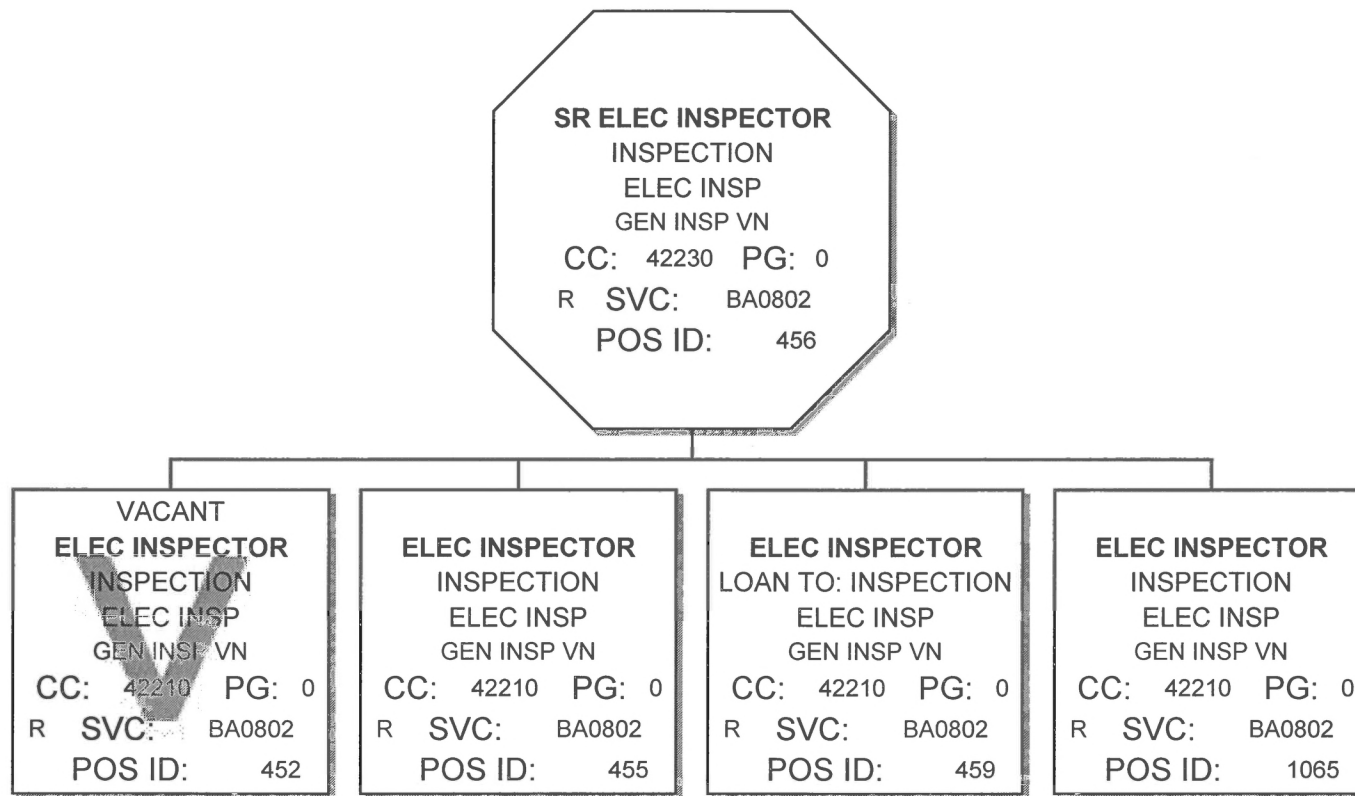 SR ELEC INSPECTOR
INSPECTION
ELEC INSP
GEN INSP VN
CC: 42230 PG: 0
R SVC: BA0802
POS ID: 456
VACANT
ELEC INSPECTOR
INSPECTION
ELEC INSP
GEN INSP VN
CC: 42210 PG: 0
R SVC: BA0802
POS ID: 452
V
ELEC INSPECTOR
INSPECTION
ELEC INSP
GEN INSP VN
CC: 42210 PG: 0
R SVC: BA0802
POS ID: 455
ELEC INSPECTOR
LOAN TO: INSPECTION
ELEC INSP
GEN INSP VN
CC: 42210 PG: 0
R SVC: BA0802
POS ID: 459
ELEC INSPECTOR
INSPECTION
ELEC INSP
GEN INSP VN
CC: 42210 PG: 0
R SVC: BA0802
POS ID: 1065